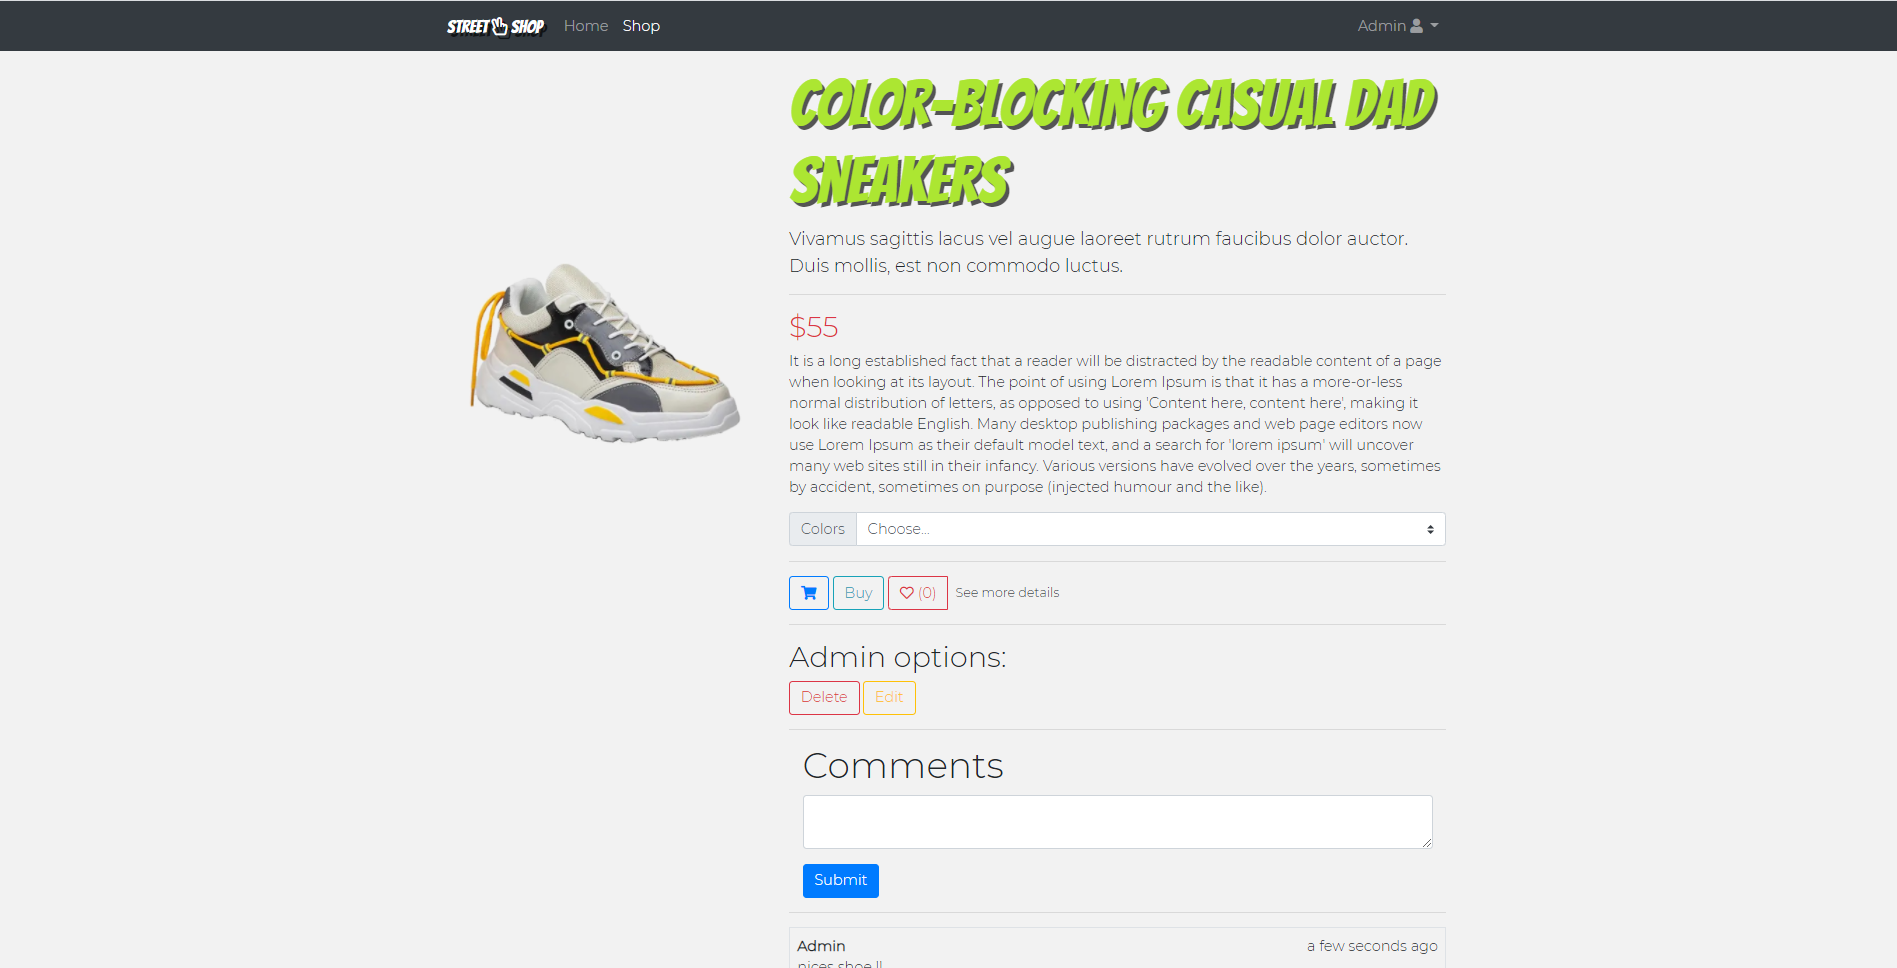 STREET SHOP Home Shop Admin
COLOR-BLOCKING CASUAL DAD
SNEAKERS
Vivamus sagittis lacus vel augue laoreet rutrum faucibus dolor auctor.
Duis mollis, est non commodo luctus.
$55
It is a long established fact that a reader will be distracted by the readable content of a page
when looking at its layout. The point of using Lorem Ipsum is that it has a more-or-less
normal distribution of letters, as opposed to using 'Content here, content here', making it
look like readable English. Many desktop publishing packages and web page editors now
use Lorem Ipsum as their default model text, and a search for 'lorem ipsum' will uncover
many web sites still in their infancy. Various versions have evolved over the years, sometimes
by accident, sometimes on purpose (injected humour and the like).
Colors Choose...
Buy (0) See more details
Admin options:
Delete Edit
Comments
Submit
Admin a few seconds ago
nices shoe !!